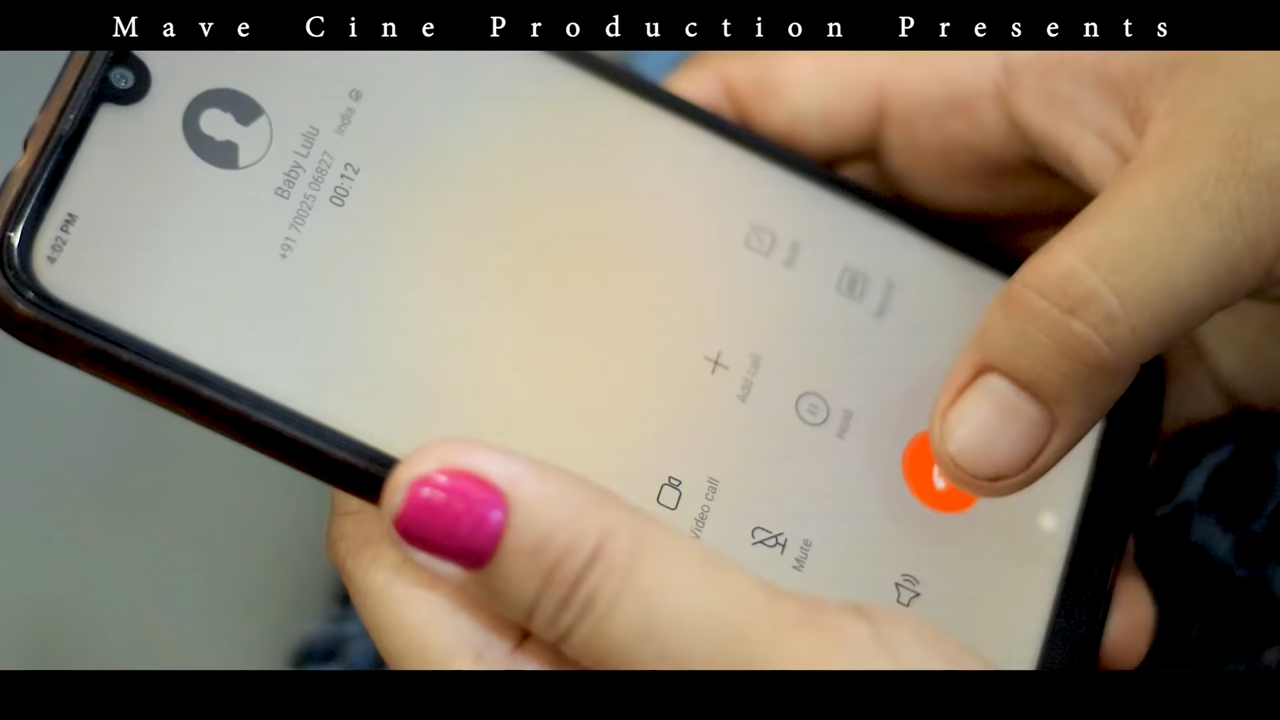 Mave Cine Production Presents
4:02 PM
Baby Lulu
+91 70025 06827 India
00:12
Add call
Hold
Video call
Mute